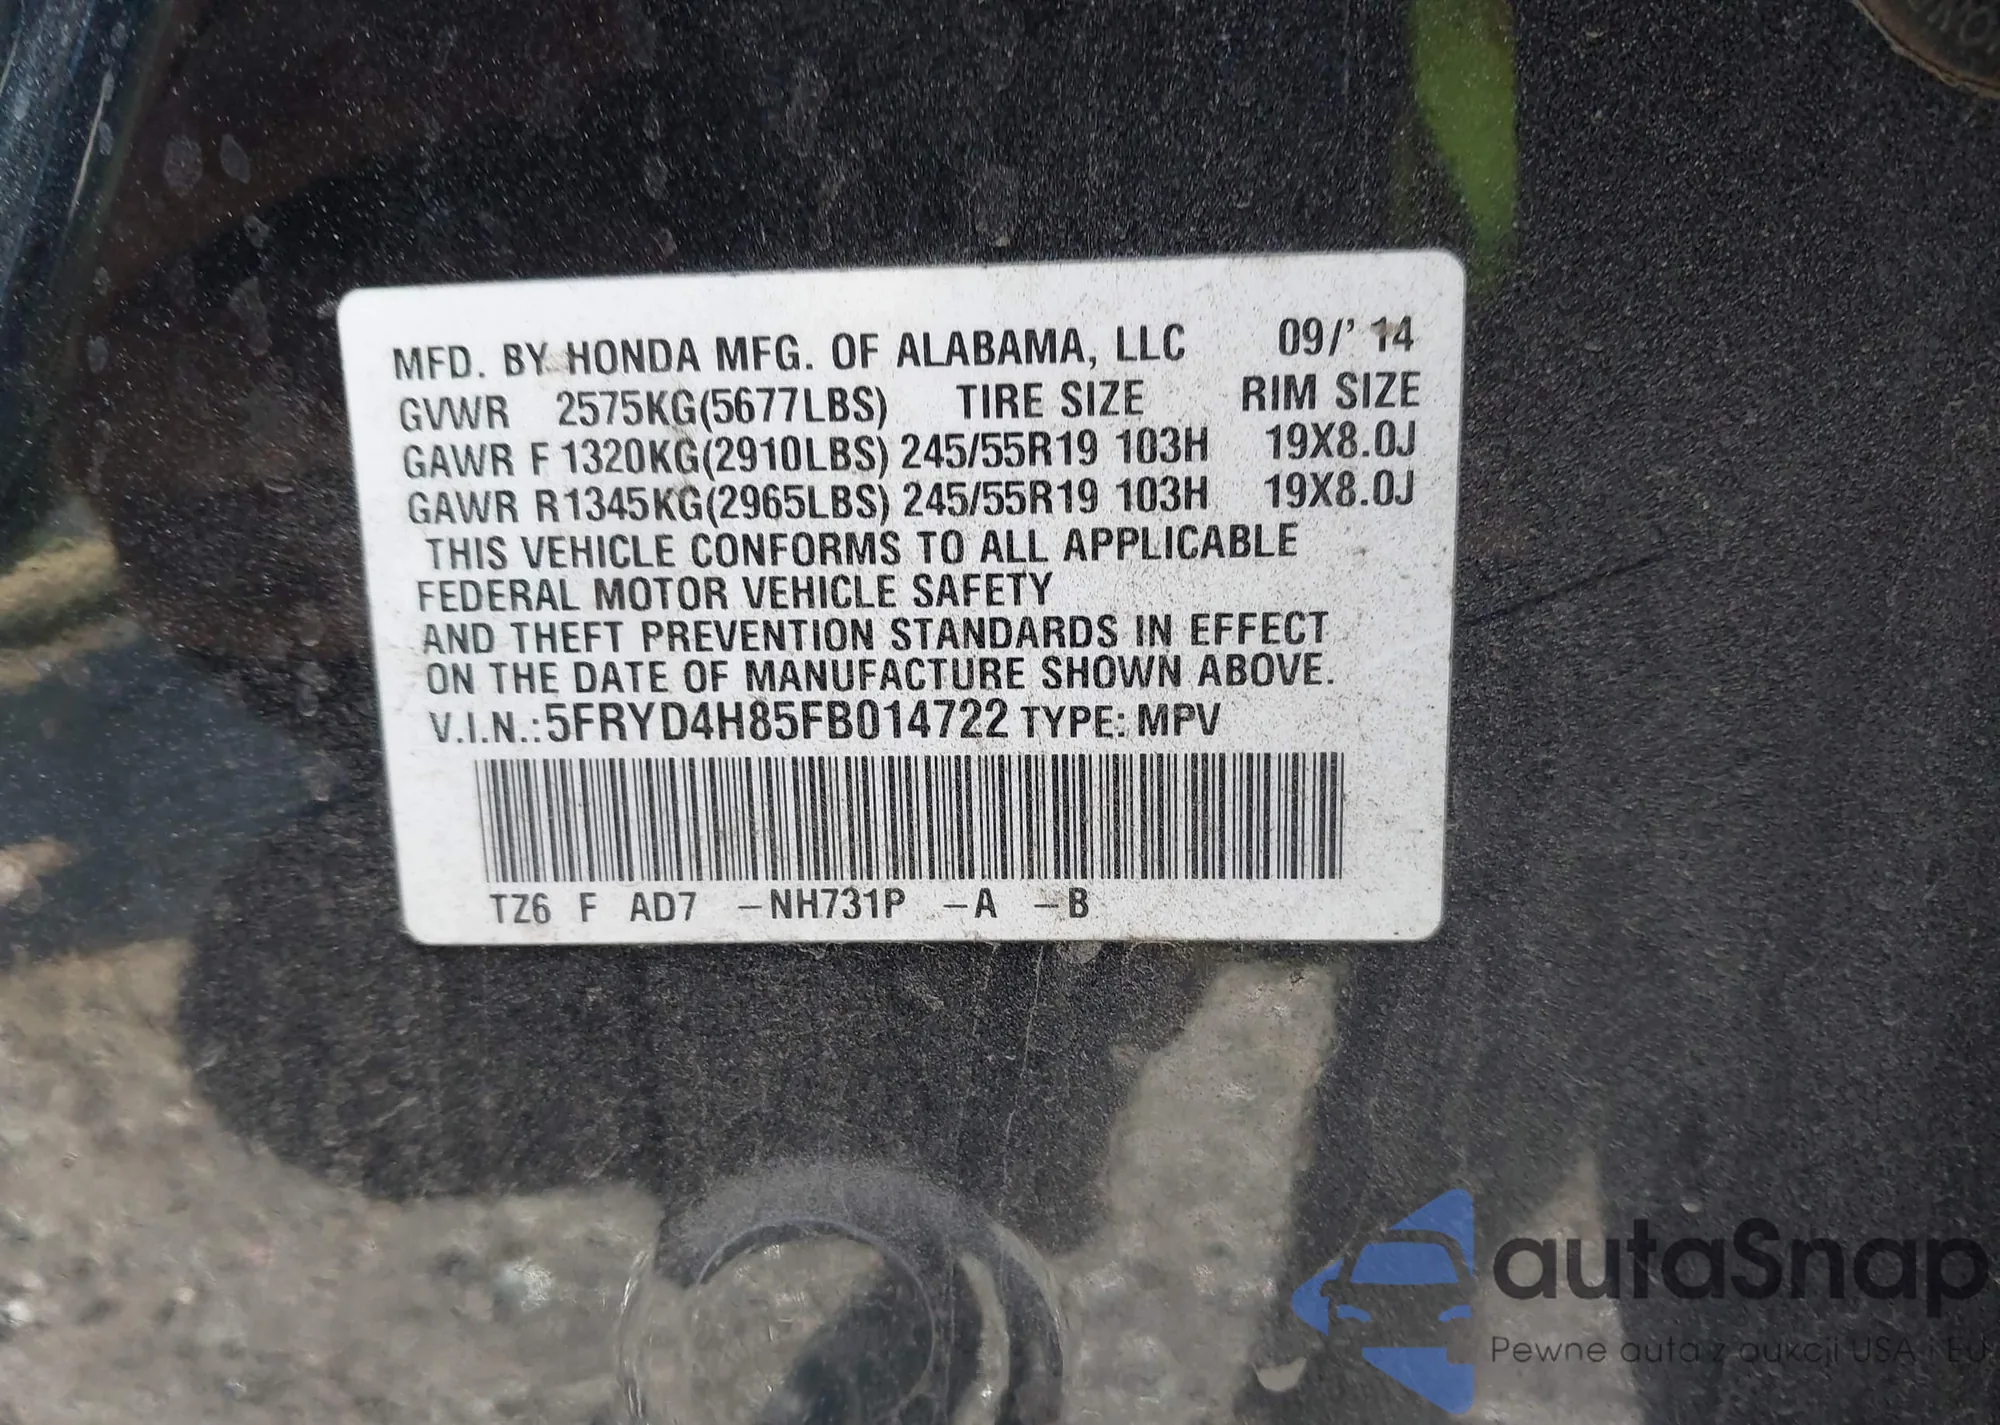 MFD. BY HONDA MFG. OF ALABAMA, LLC 09/' 14
GVWR 2575KG(5677LBS) TIRE SIZE RIM SIZE
GAWR F 1320KG(2910LBS) 245/55R19 103H 19X8.0J
GAWR R 1345KG(2965LBS) 245/55R19 103H 19X8.0J
THIS VEHICLE CONFORMS TO ALL APPLICABLE
FEDERAL MOTOR VEHICLE SAFETY
AND THEFT PREVENTION STANDARDS IN EFFECT
ON THE DATE OF MANUFACTURE SHOWN ABOVE.
V.I.N.: 5FRYD4H85FB014722 TYPE: MPV
TZ6 F AD7 -NH731P -A -B
autaSnap
Pewne auta z aukcji USA i EU